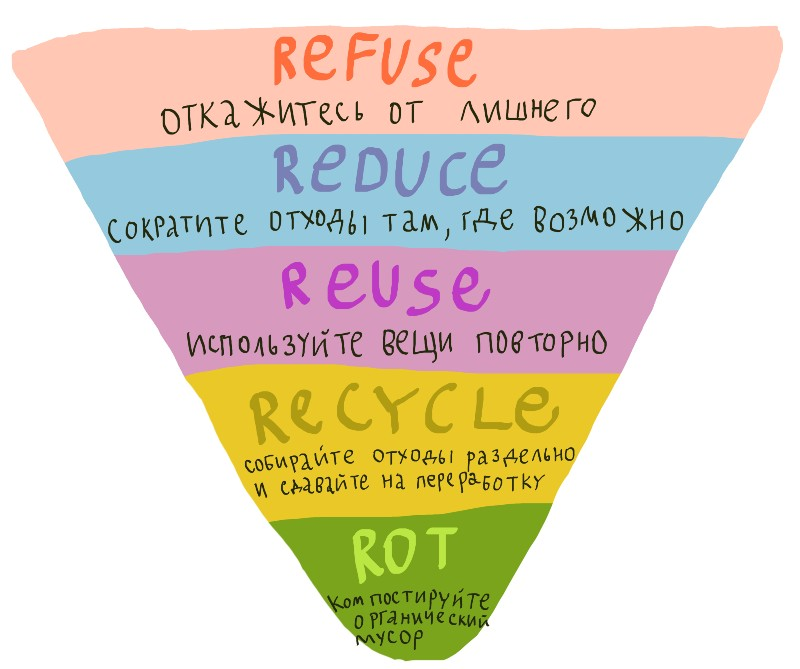 REFUSE
ОТКАЖИТЕСЬ ОТ ЛИШНЕГО
REDUCE
СОКРАТИТЕ ОТХОДЫ ТАМ, ГДЕ ВОЗМОЖНО
REUSE
ИСПОЛЬЗУЙТЕ ВЕЩИ ПОВТОРНО
RECYCLE
СОБИРАЙТЕ ОТХОДЫ РАЗДЕЛЬНО
И СДАВАЙТЕ НА ПЕРЕРАБОТКУ
ROT
КОМПОСТИРУЙТЕ
ОРГАНИЧЕСКИЙ
МУСОР